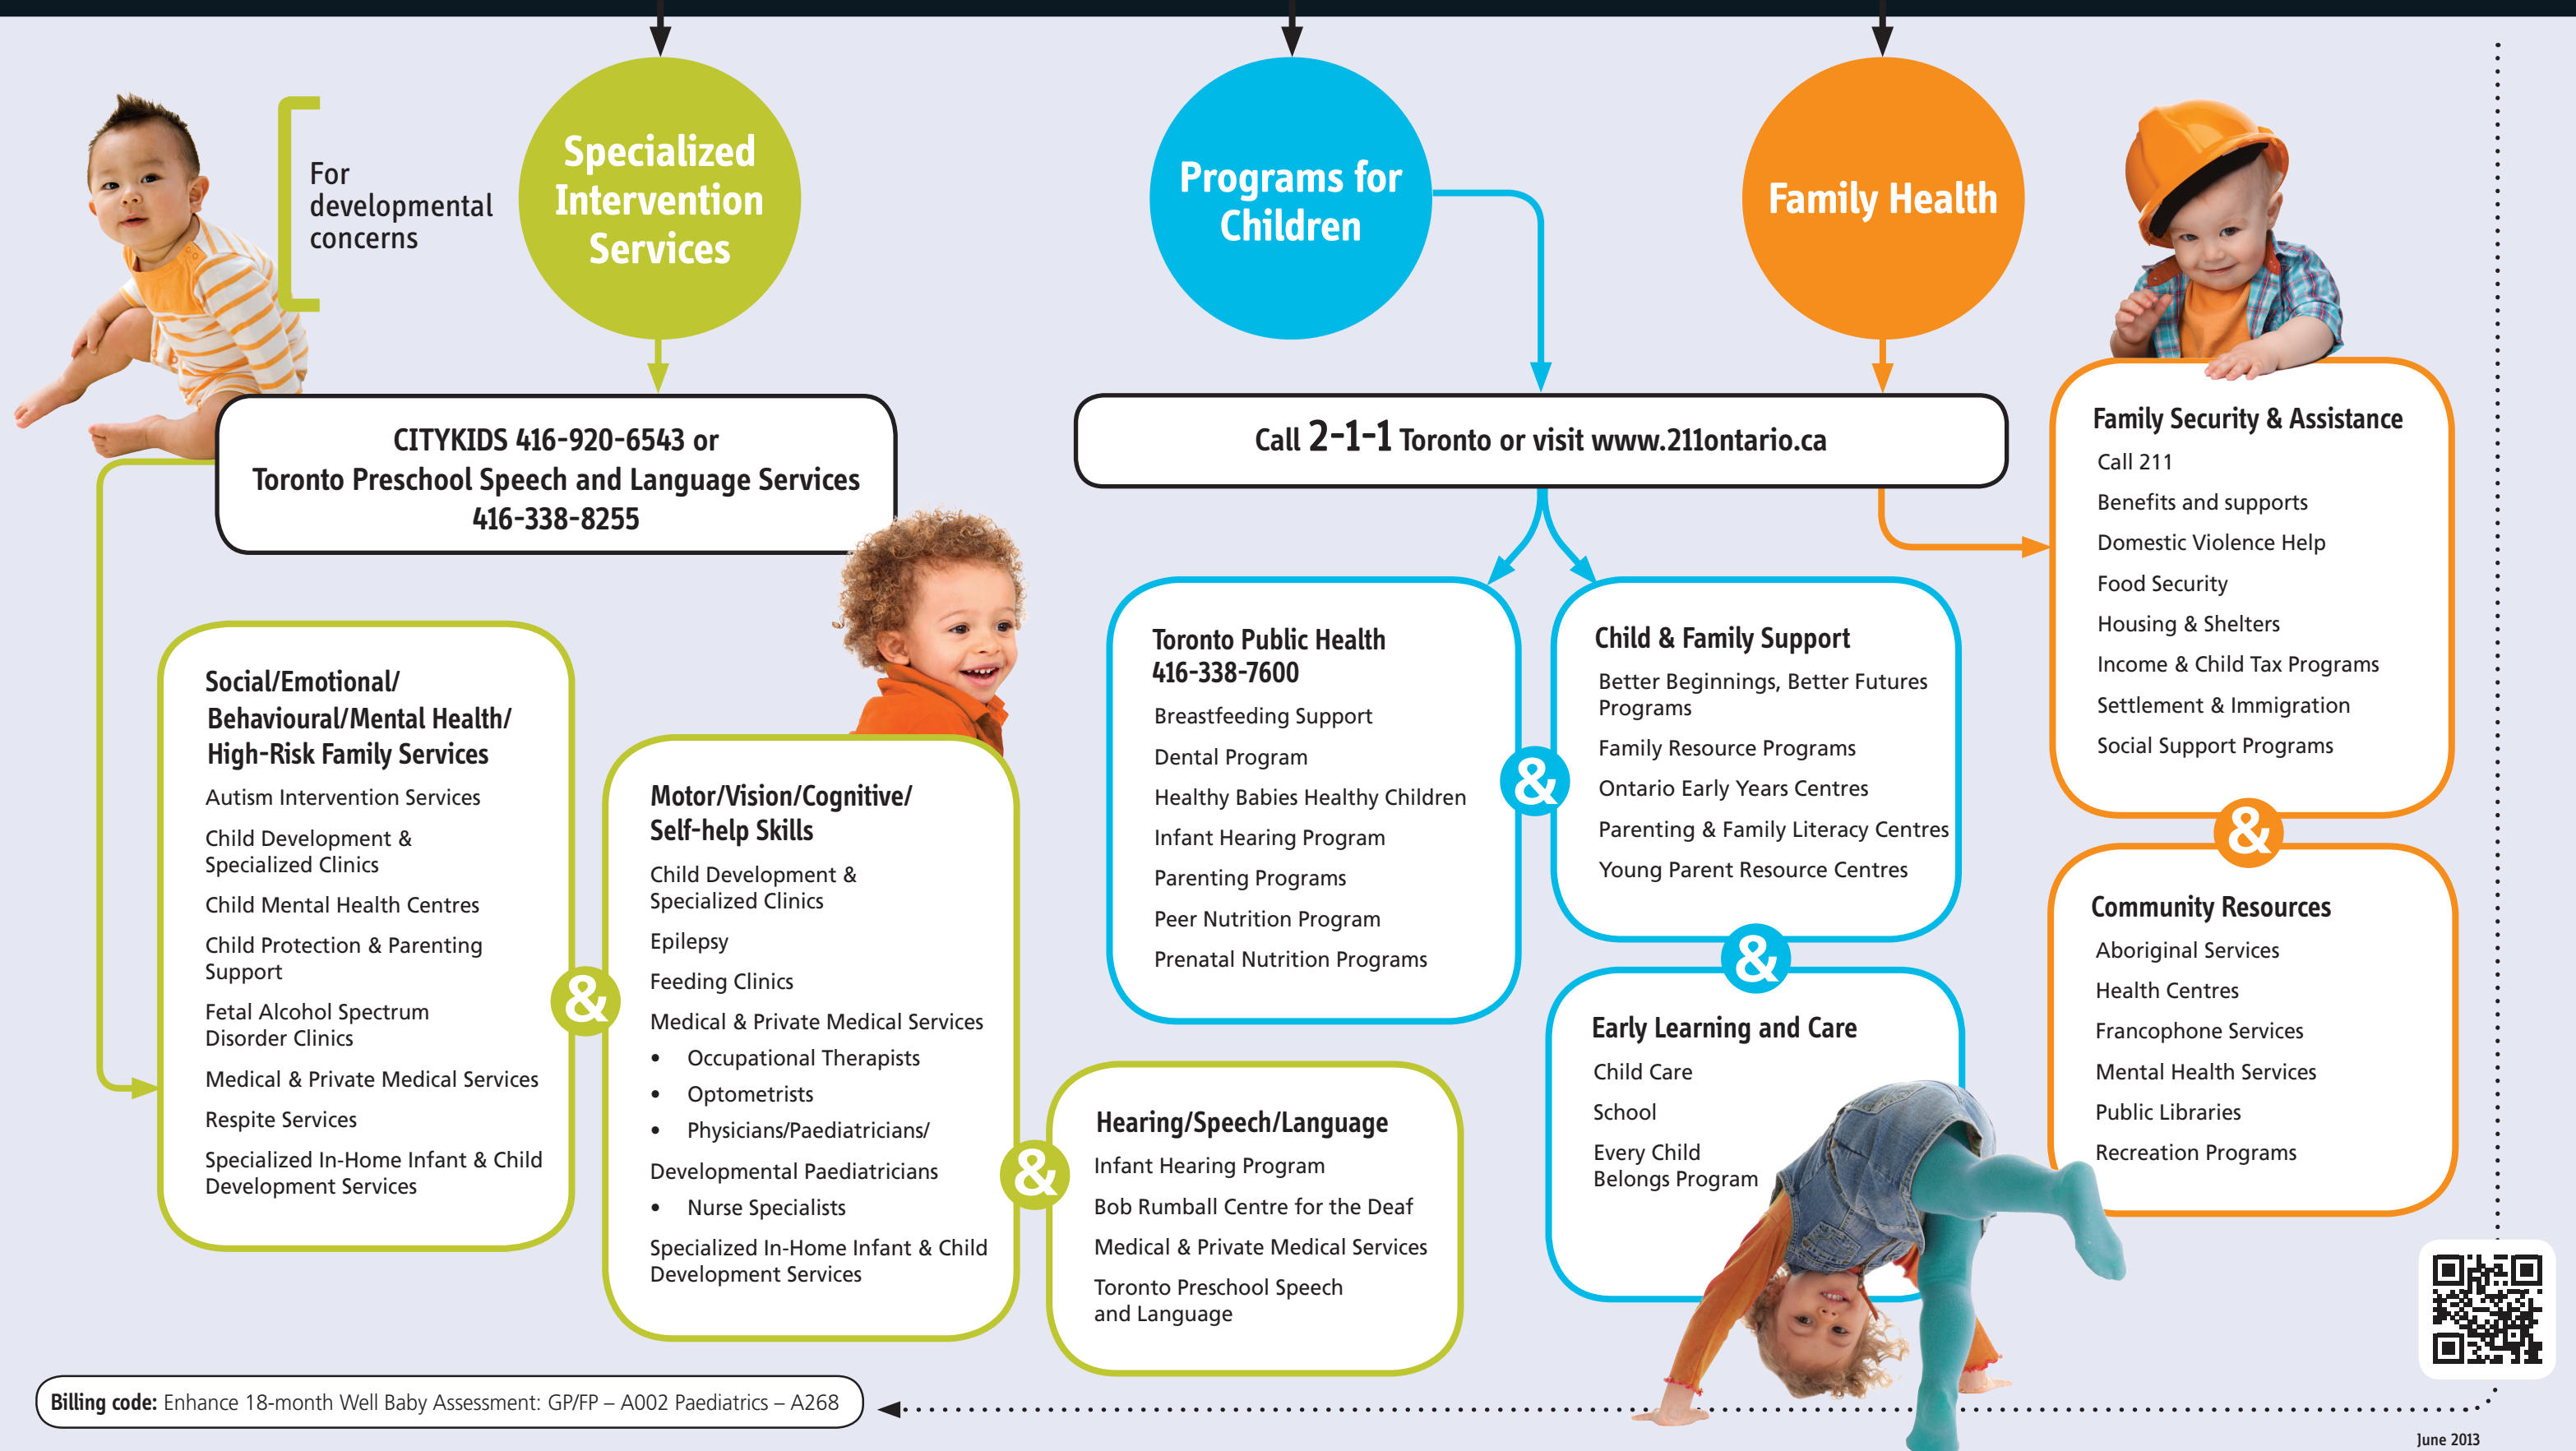 For
developmental
concerns
Specialized
Intervention
Services
Programs for
Children
Family Health
CITYKIDS 416-920-6543 or
Toronto Preschool Speech and Language Services
416-338-8255
Call 2-1-1 Toronto or visit www.211ontario.ca
Social/Emotional/
Behavioural/Mental Health/
High-Risk Family Services
Autism Intervention Services
Child Development &
Specialized Clinics
Child Mental Health Centres
Child Protection & Parenting
Support
Fetal Alcohol Spectrum
Disorder Clinics
Medical & Private Medical Services
Respite Services
Specialized In-Home Infant & Child
Development Services
&
Motor/Vision/Cognitive/
Self-help Skills
Child Development &
Specialized Clinics
Epilepsy
Feeding Clinics
Medical & Private Medical Services
• Occupational Therapists
• Optometrists
• Physicians/Paediatricians/
Developmental Paediatricians
• Nurse Specialists
Specialized In-Home Infant & Child
Development Services
&
Hearing/Speech/Language
Infant Hearing Program
Bob Rumball Centre for the Deaf
Medical & Private Medical Services
Toronto Preschool Speech
and Language
Toronto Public Health
416-338-7600
Breastfeeding Support
Dental Program
Healthy Babies Healthy Children
Infant Hearing Program
Parenting Programs
Peer Nutrition Program
Prenatal Nutrition Programs
&
Child & Family Support
Better Beginnings, Better Futures
Programs
Family Resource Programs
Ontario Early Years Centres
Parenting & Family Literacy Centres
Young Parent Resource Centres
&
Early Learning and Care
Child Care
School
Every Child
Belongs Program
Family Security & Assistance
Call 211
Benefits and supports
Domestic Violence Help
Food Security
Housing & Shelters
Income & Child Tax Programs
Settlement & Immigration
Social Support Programs
&
Community Resources
Aboriginal Services
Health Centres
Francophone Services
Mental Health Services
Public Libraries
Recreation Programs
Billing code: Enhance 18-month Well Baby Assessment: GP/FP – A002 Paediatrics – A268
June 2013